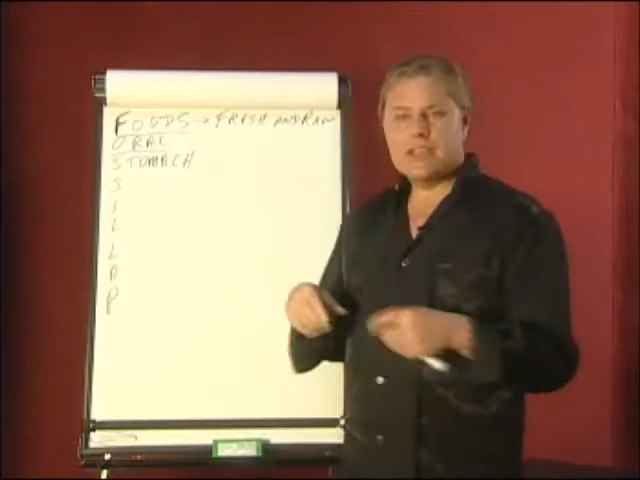 FOODS → FRESH AND RAW
ORAL
STOMACH
S
I
L
L
A
P